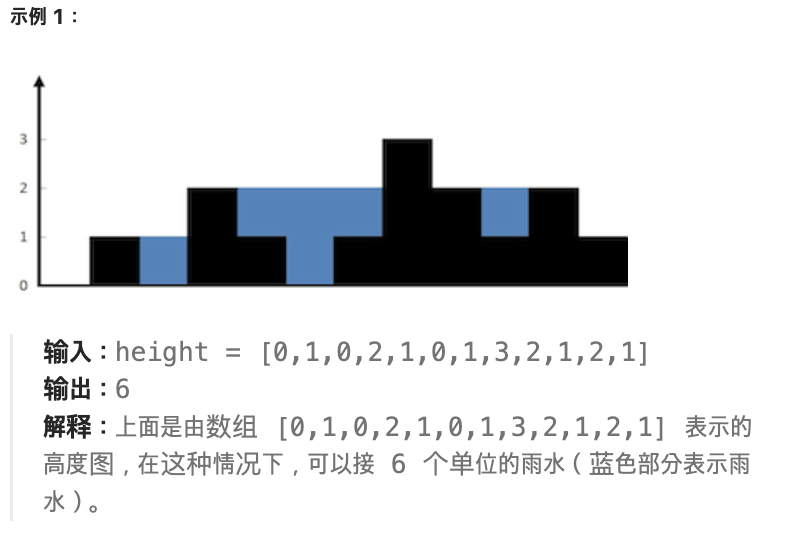 示例 1：
3
2
1
0
输入：height = [0,1,0,2,1,0,1,3,2,1,2,1]
输出：6
解释：上面是由数组 [0,1,0,2,1,0,1,3,2,1,2,1] 表示的
高度图，在这种情况下，可以接 6 个单位的雨水（蓝色部分表示雨
水）。